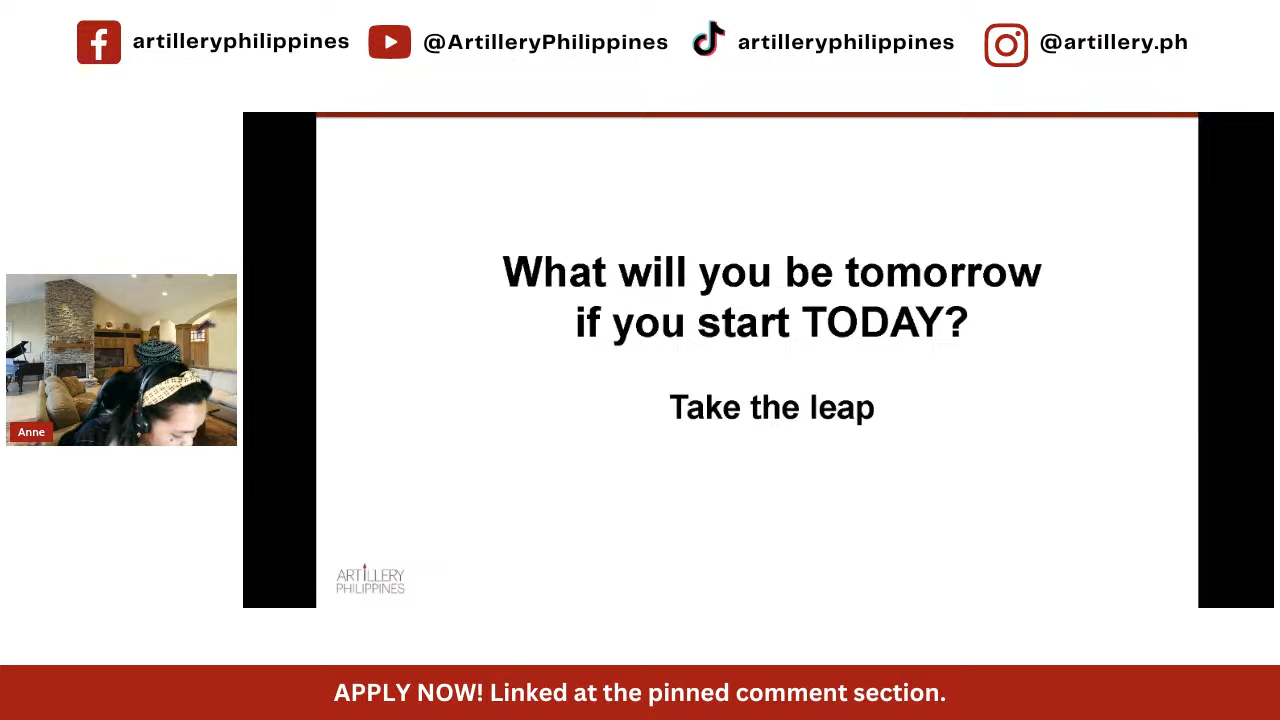 artilleryphilippines @ArtilleryPhilippines artilleryphilippines @artillery.ph
What will you be tomorrow
if you start TODAY?
Take the leap
Anne
ARTILLERY
PHILIPPINES
APPLY NOW! Linked at the pinned comment section.